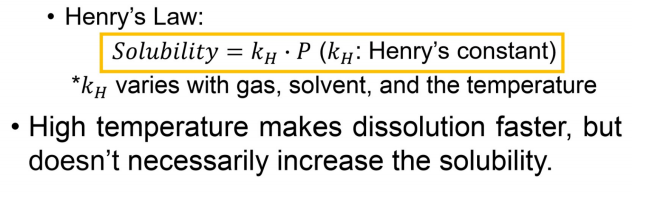 • Henry’s Law:
Solubility = k_H · P (k_H: Henry’s constant)
*k_H varies with gas, solvent, and the temperature
• High temperature makes dissolution faster, but
doesn’t necessarily increase the solubility.